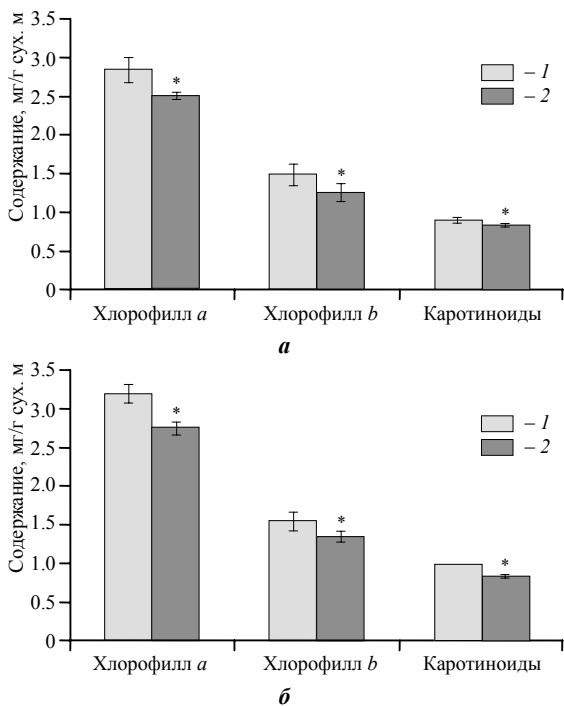 Содержание, мг/г сух. м
3.5
3.0
2.5
2.0
1.5
1.0
0.5
0
– 1
– 2
*
*
*
Хлорофилл a
Хлорофилл b
Каротиноиды
а
Содержание, мг/г сух. м
3.5
3.0
2.5
2.0
1.5
1.0
0.5
0
– 1
– 2
*
*
*
Хлорофилл a
Хлорофилл b
Каротиноиды
б